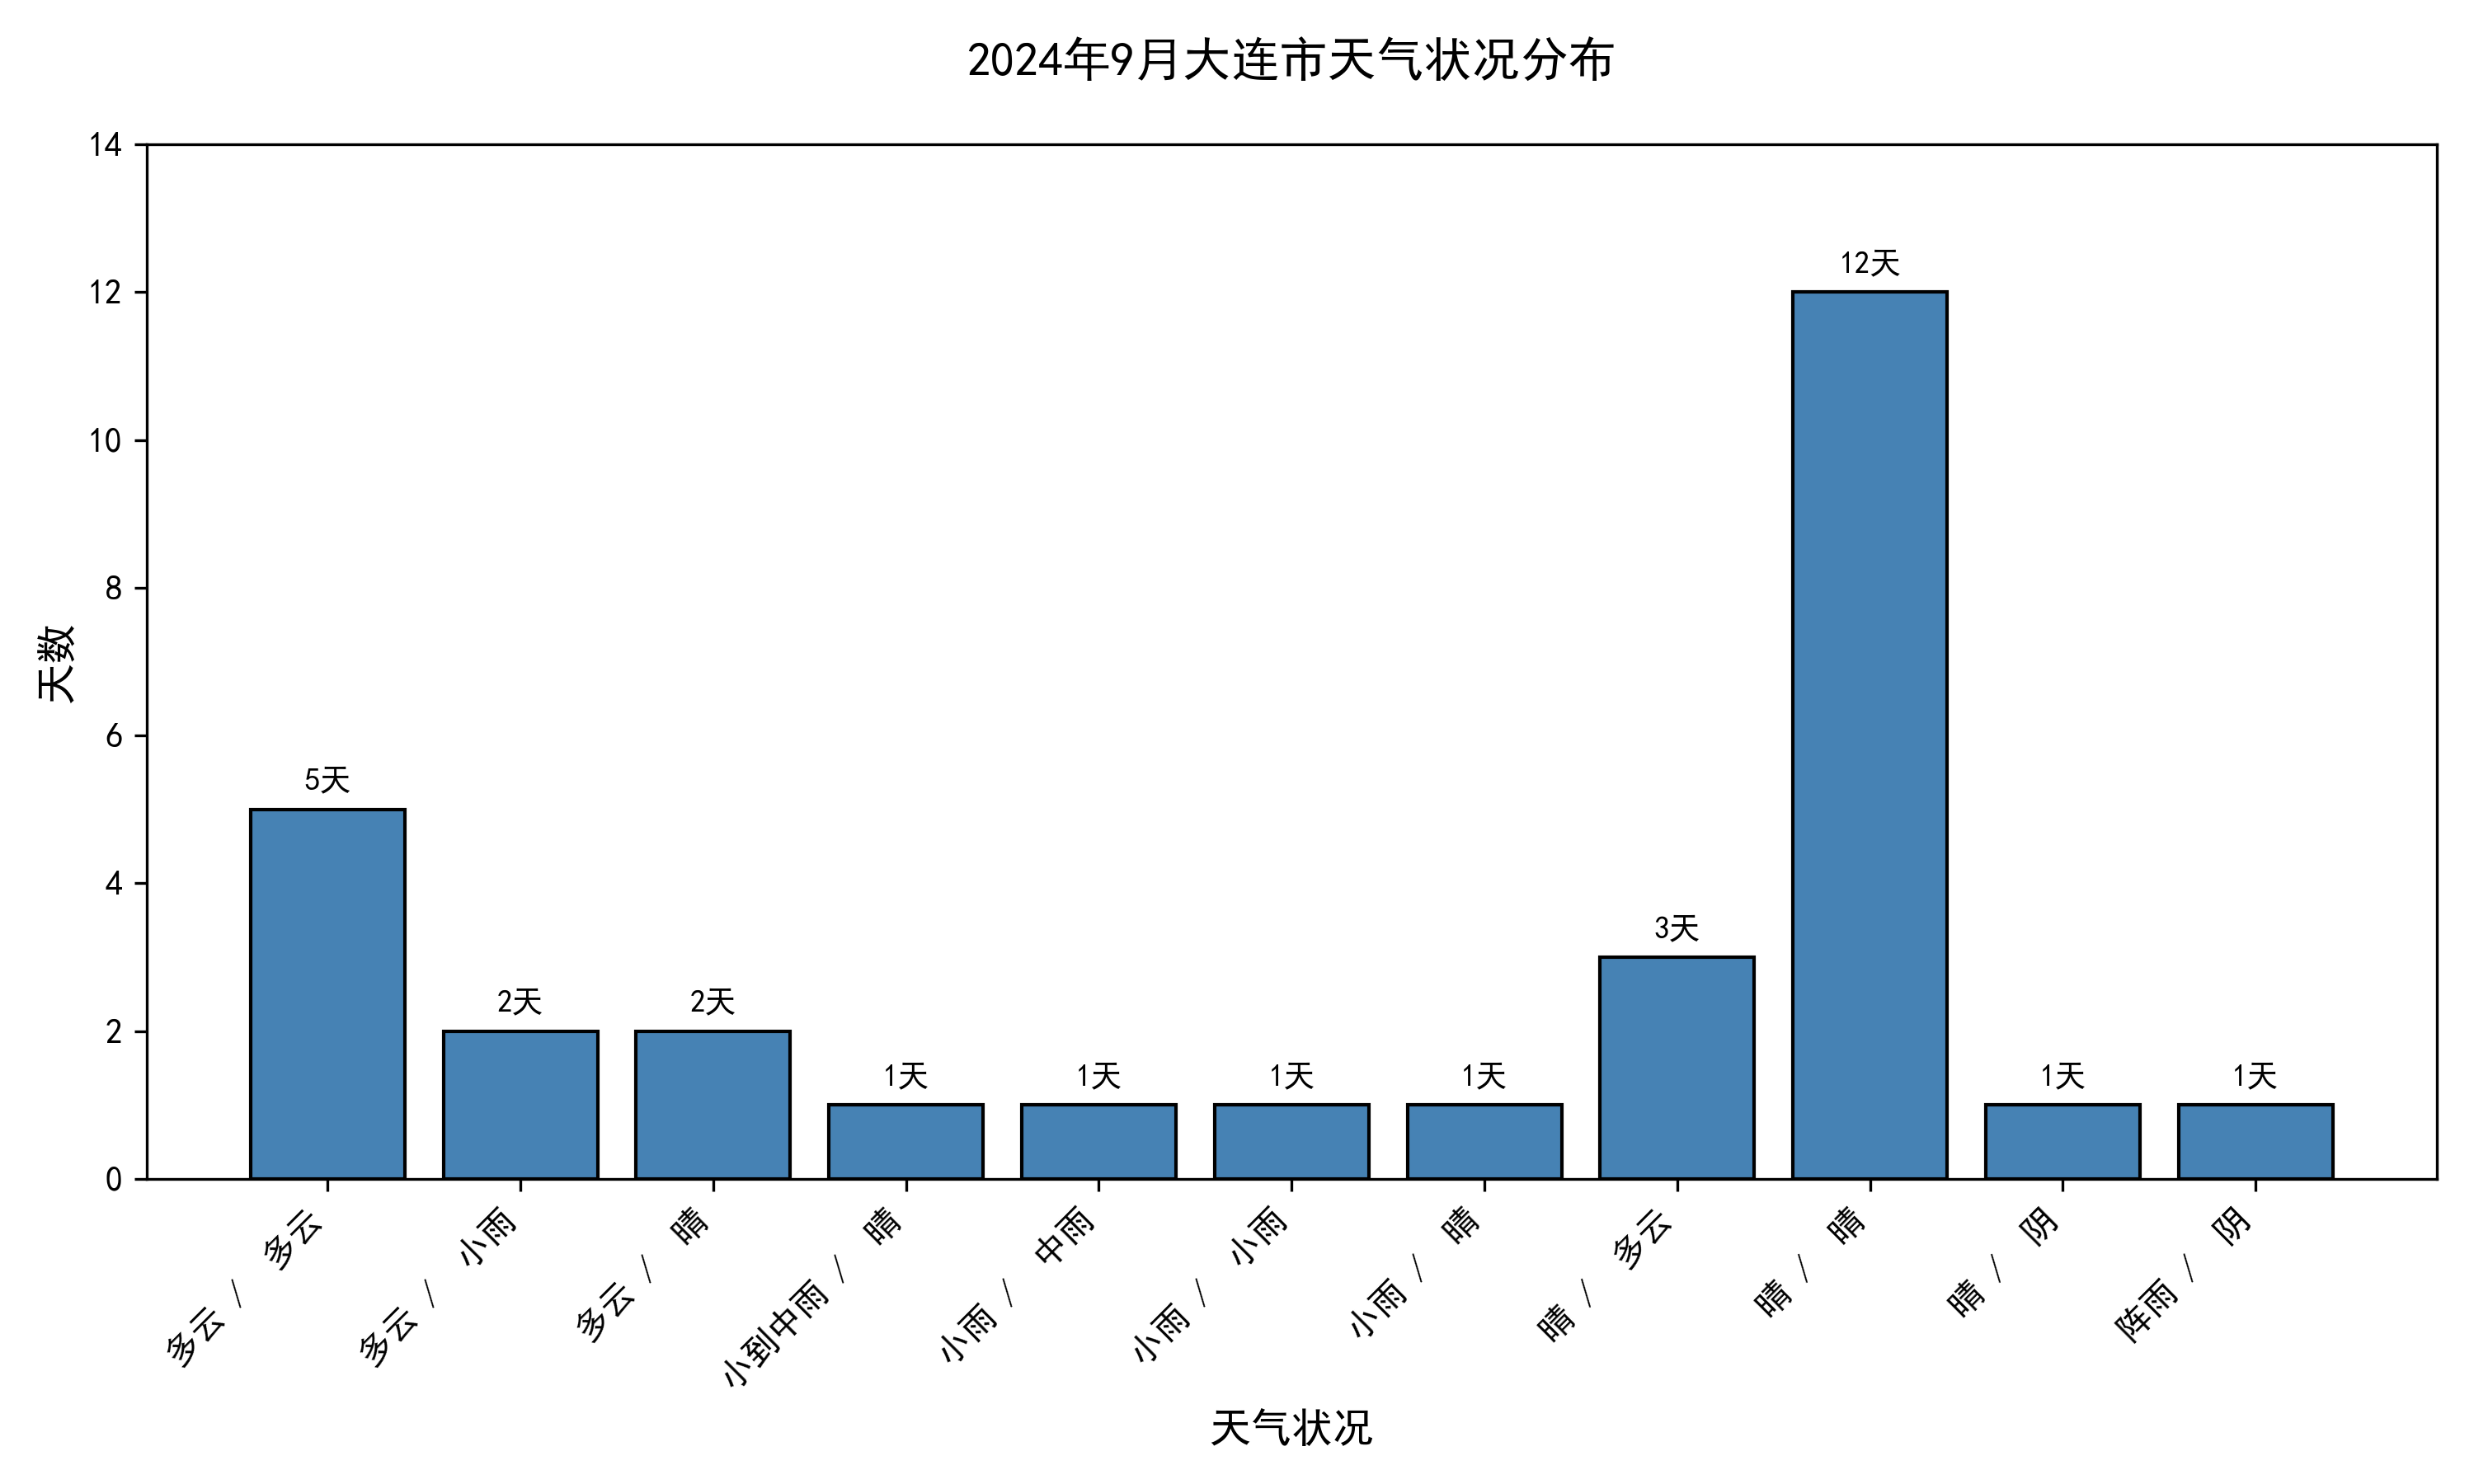 2024年9月大连市天气状况分布
天数
14
12
10
8
6
4
2
0
5天
2天
2天
1天
1天
1天
1天
3天
12天
1天
1天
多云 / 多云
多云 / 小雨
多云 / 晴
小到中雨 / 晴
小雨 / 中雨
小雨 / 小雨
小雨 / 晴
晴 / 多云
晴 / 晴
晴 / 阴
阵雨 / 阴
天气状况